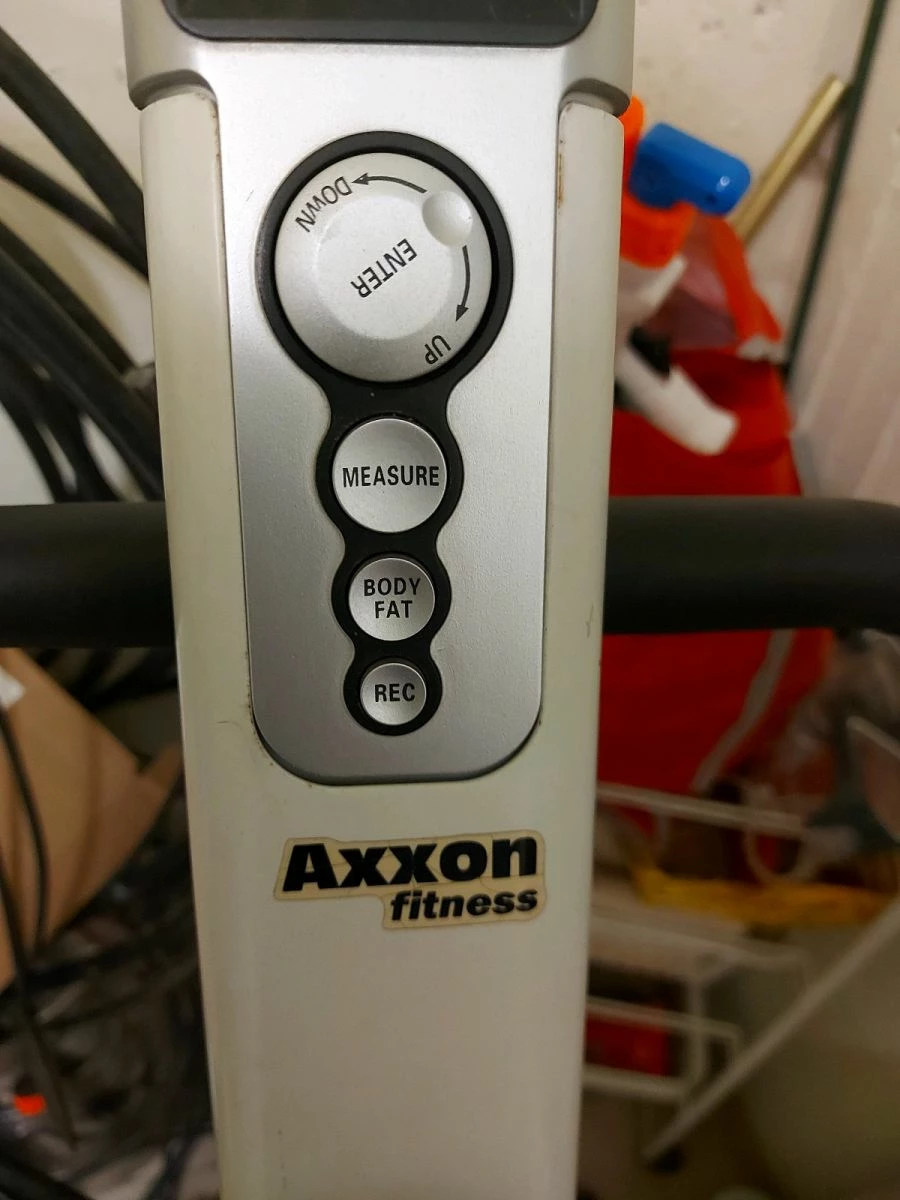 DOWN
ENTER
UP
MEASURE
BODY
FAT
REC
Axxon
fitness